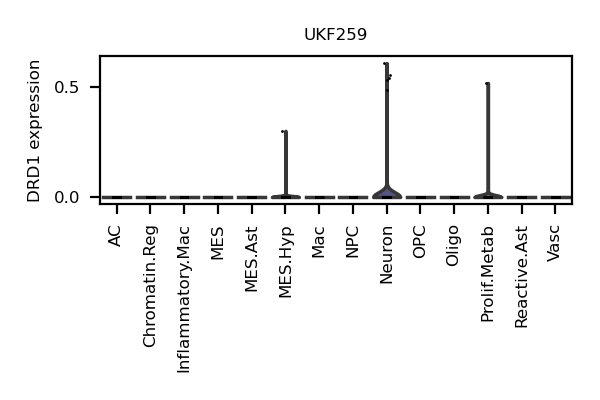 UKF259
DRD1 expression
0.5
0.0
AC
Chromatin.Reg
Inflammatory.Mac
MES
MES.Ast
MES.Hyp
Mac
NPC
Neuron
OPC
Oligo
Prolif.Metab
Reactive.Ast
Vasc